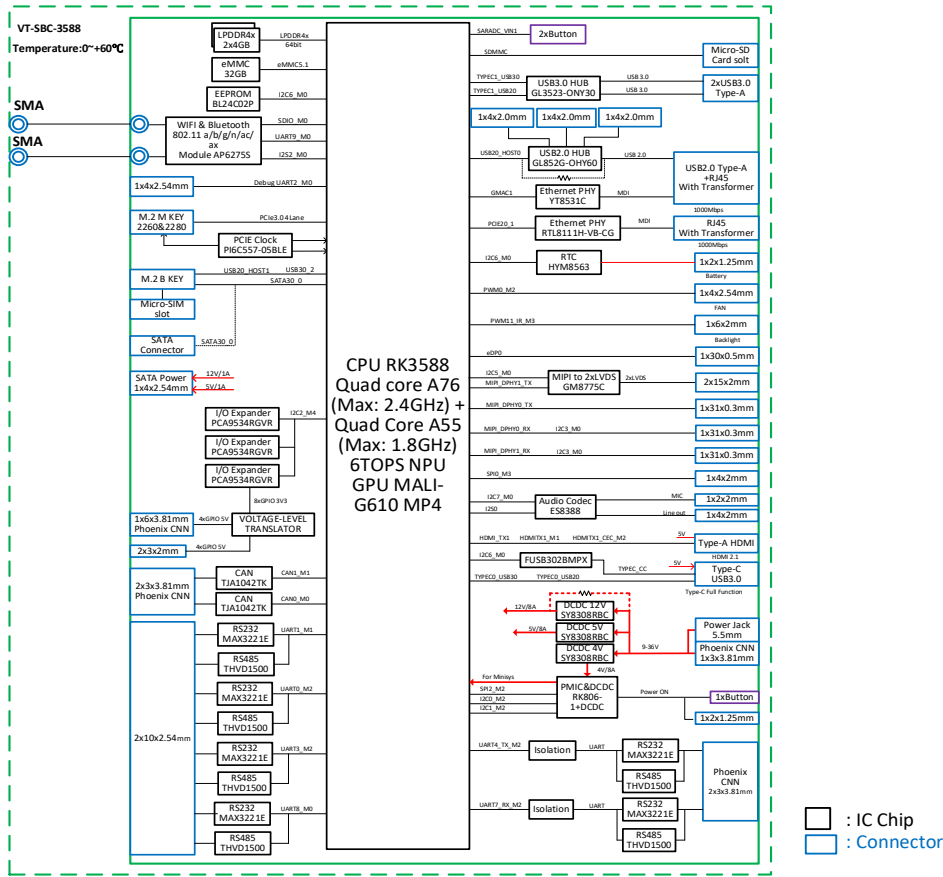 VT-SBC-3588
Temperature:0~+60℃
SMA
SMA
LPDDR4x
2x4GB
LPDDR4x
64bit
eMMC
32GB
eMMC5.1
EEPROM
BL24C02P
I2C6_M0
WIFI & Bluetooth
802.11 a/b/g/n/ac/
ax
Module AP6275S
SDIO_M0
UART9_M0
I2S2_M0
1x4x2.54mm
Debug UART2_M0
M.2 M KEY
2260&2280
PCIe3.0 4Lane
PCIE Clock
PI6C557-05BLE
M.2 B KEY
USB20_HOST1
USB30_2
SATA30_0
Micro-SIM
slot
SATA
Connector
SATA30_0
SATA Power
1x4x2.54mm
12V/1A
5V/1A
I/O Expander
PCA9534RGVR
I2C2_M4
I/O Expander
PCA9534RGVR
I/O Expander
PCA9534RGVR
8xGPIO 3V3
1x6x3.81mm
Phoenix CNN
4xGPIO 5V
VOLTAGE-LEVEL
TRANSLATOR
2x3x2mm
4xGPIO 5V
2x3x3.81mm
Phoenix CNN
CAN
TJA1042TK
CAN1_M1
CAN
TJA1042TK
CAN0_M0
2x10x2.54mm
RS232
MAX3221E
UART1_M1
RS485
THVD1500
RS232
MAX3221E
UART0_M2
RS485
THVD1500
RS232
MAX3221E
UART3_M2
RS485
THVD1500
RS232
MAX3221E
UART8_M0
RS485
THVD1500
CPU RK3588
Quad core A76
(Max: 2.4GHz) +
Quad Core A55
(Max: 1.8GHz)
6TOPS NPU
GPU MALI-
G610 MP4
SARADC_VIN1
2xButton
SDMMC
Micro-SD
Card solt
TYPEC1_USB30
TYPEC1_USB20
USB3.0 HUB
GL3523-ONY30
USB 3.0
USB 3.0
2xUSB3.0
Type-A
1x4x2.0mm
1x4x2.0mm
1x4x2.0mm
USB20_HOST0
USB2.0 HUB
GL852G-OHY60
USB 2.0
USB2.0 Type-A
+RJ45
With Transformer
1000Mbps
GMAC1
Ethernet PHY
YT8531C
MDI
PCIE20_1
Ethernet PHY
RTL8111H-VB-CG
MDI
RJ45
With Transformer
1000Mbps
I2C6_M0
RTC
HYM8563
1x2x1.25mm
Battery
PWM0_M2
1x4x2.54mm
FAN
PWM11_IR_M3
1x6x2mm
Backlight
eDP0
1x30x0.5mm
I2C5_M0
MIPI_DPHY1_TX
MIPI to 2xLVDS
GM8775C
2xLVDS
2x15x2mm
MIPI_DPHY0_TX
1x31x0.3mm
MIPI_DPHY0_RX
I2C3_M0
1x31x0.3mm
MIPI_DPHY1_RX
I2C3_M0
1x31x0.3mm
SPI0_M3
1x4x2mm
I2C7_M0
I2S0
Audio Codec
ES8388
MIC
1x2x2mm
Line out
1x4x2mm
HDMI_TX1
HDMITX1_M1
HDMITX1_CEC_M2
5V
Type-A HDMI
HDMI 2.1
I2C6_M0
FUSB302BMPX
TYPEC_CC
5V
Type-C
USB3.0
TYPEC0_USB30
TYPEC0_USB20
Type-C Full Function
12V/8A
DCDC 12V
SY8308RBC
5V/8A
DCDC 5V
SY8308RBC
DCDC 4V
SY8308RBC
9-36V
Power Jack
5.5mm
Phoenix CNN
1x3x3.81mm
4V/8A
For Minisys
SPI2_M2
I2C0_M2
I2C1_M2
PMIC&DCDC
RK806-
1+DCDC
Power ON
1xButton
1x2x1.25mm
UART4_TX_M2
Isolation
UART
RS232
MAX3221E
RS485
THVD1500
Phoenix
CNN
2x3x3.81mm
UART7_RX_M2
Isolation
UART
RS232
MAX3221E
RS485
THVD1500
: IC Chip
: Connector